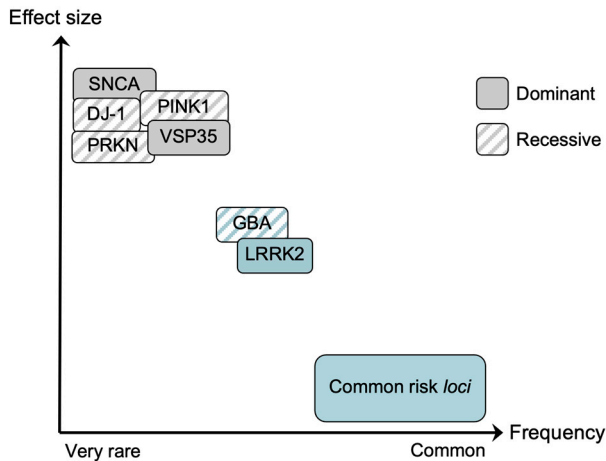 Effect size
SNCA
DJ-1
PINK1
PRKN
VSP35
Dominant
Recessive
GBA
LRRK2
Common risk loci
Frequency
Very rare
Common